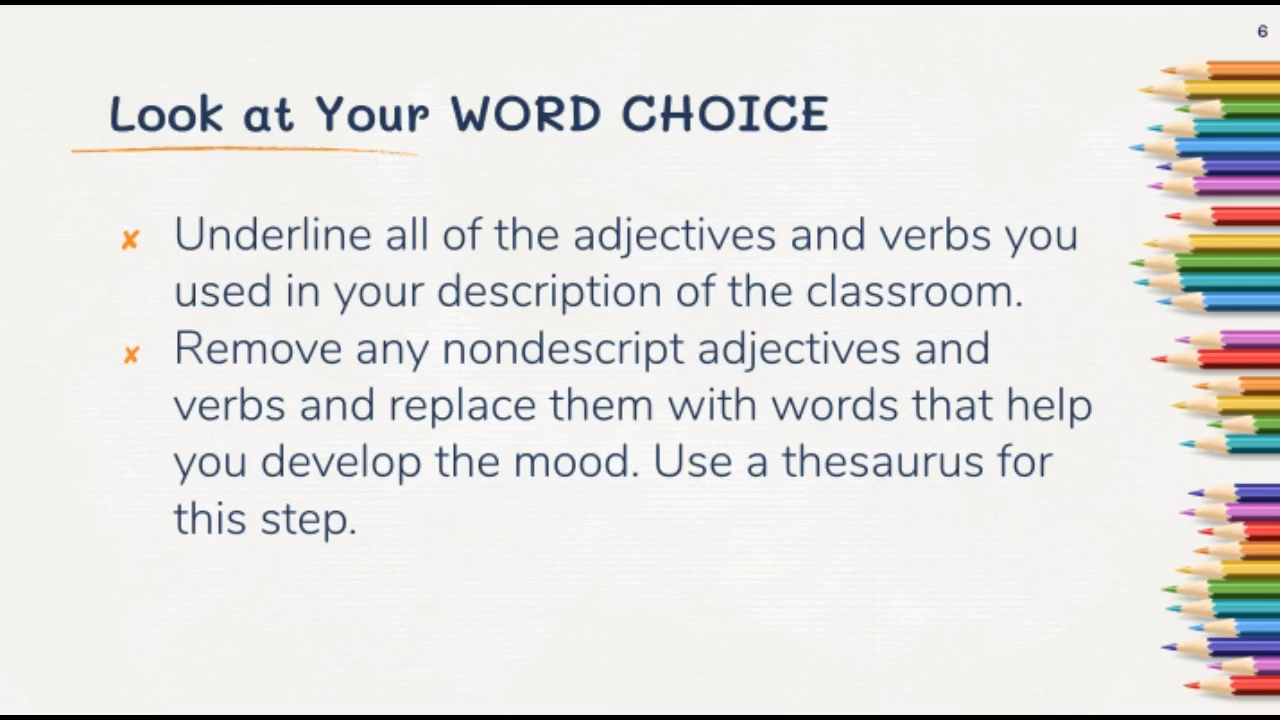 6
Look at Your WORD CHOICE
✘ Underline all of the adjectives and verbs you
used in your description of the classroom.
✘ Remove any nondescript adjectives and
verbs and replace them with words that help
you develop the mood. Use a thesaurus for
this step.